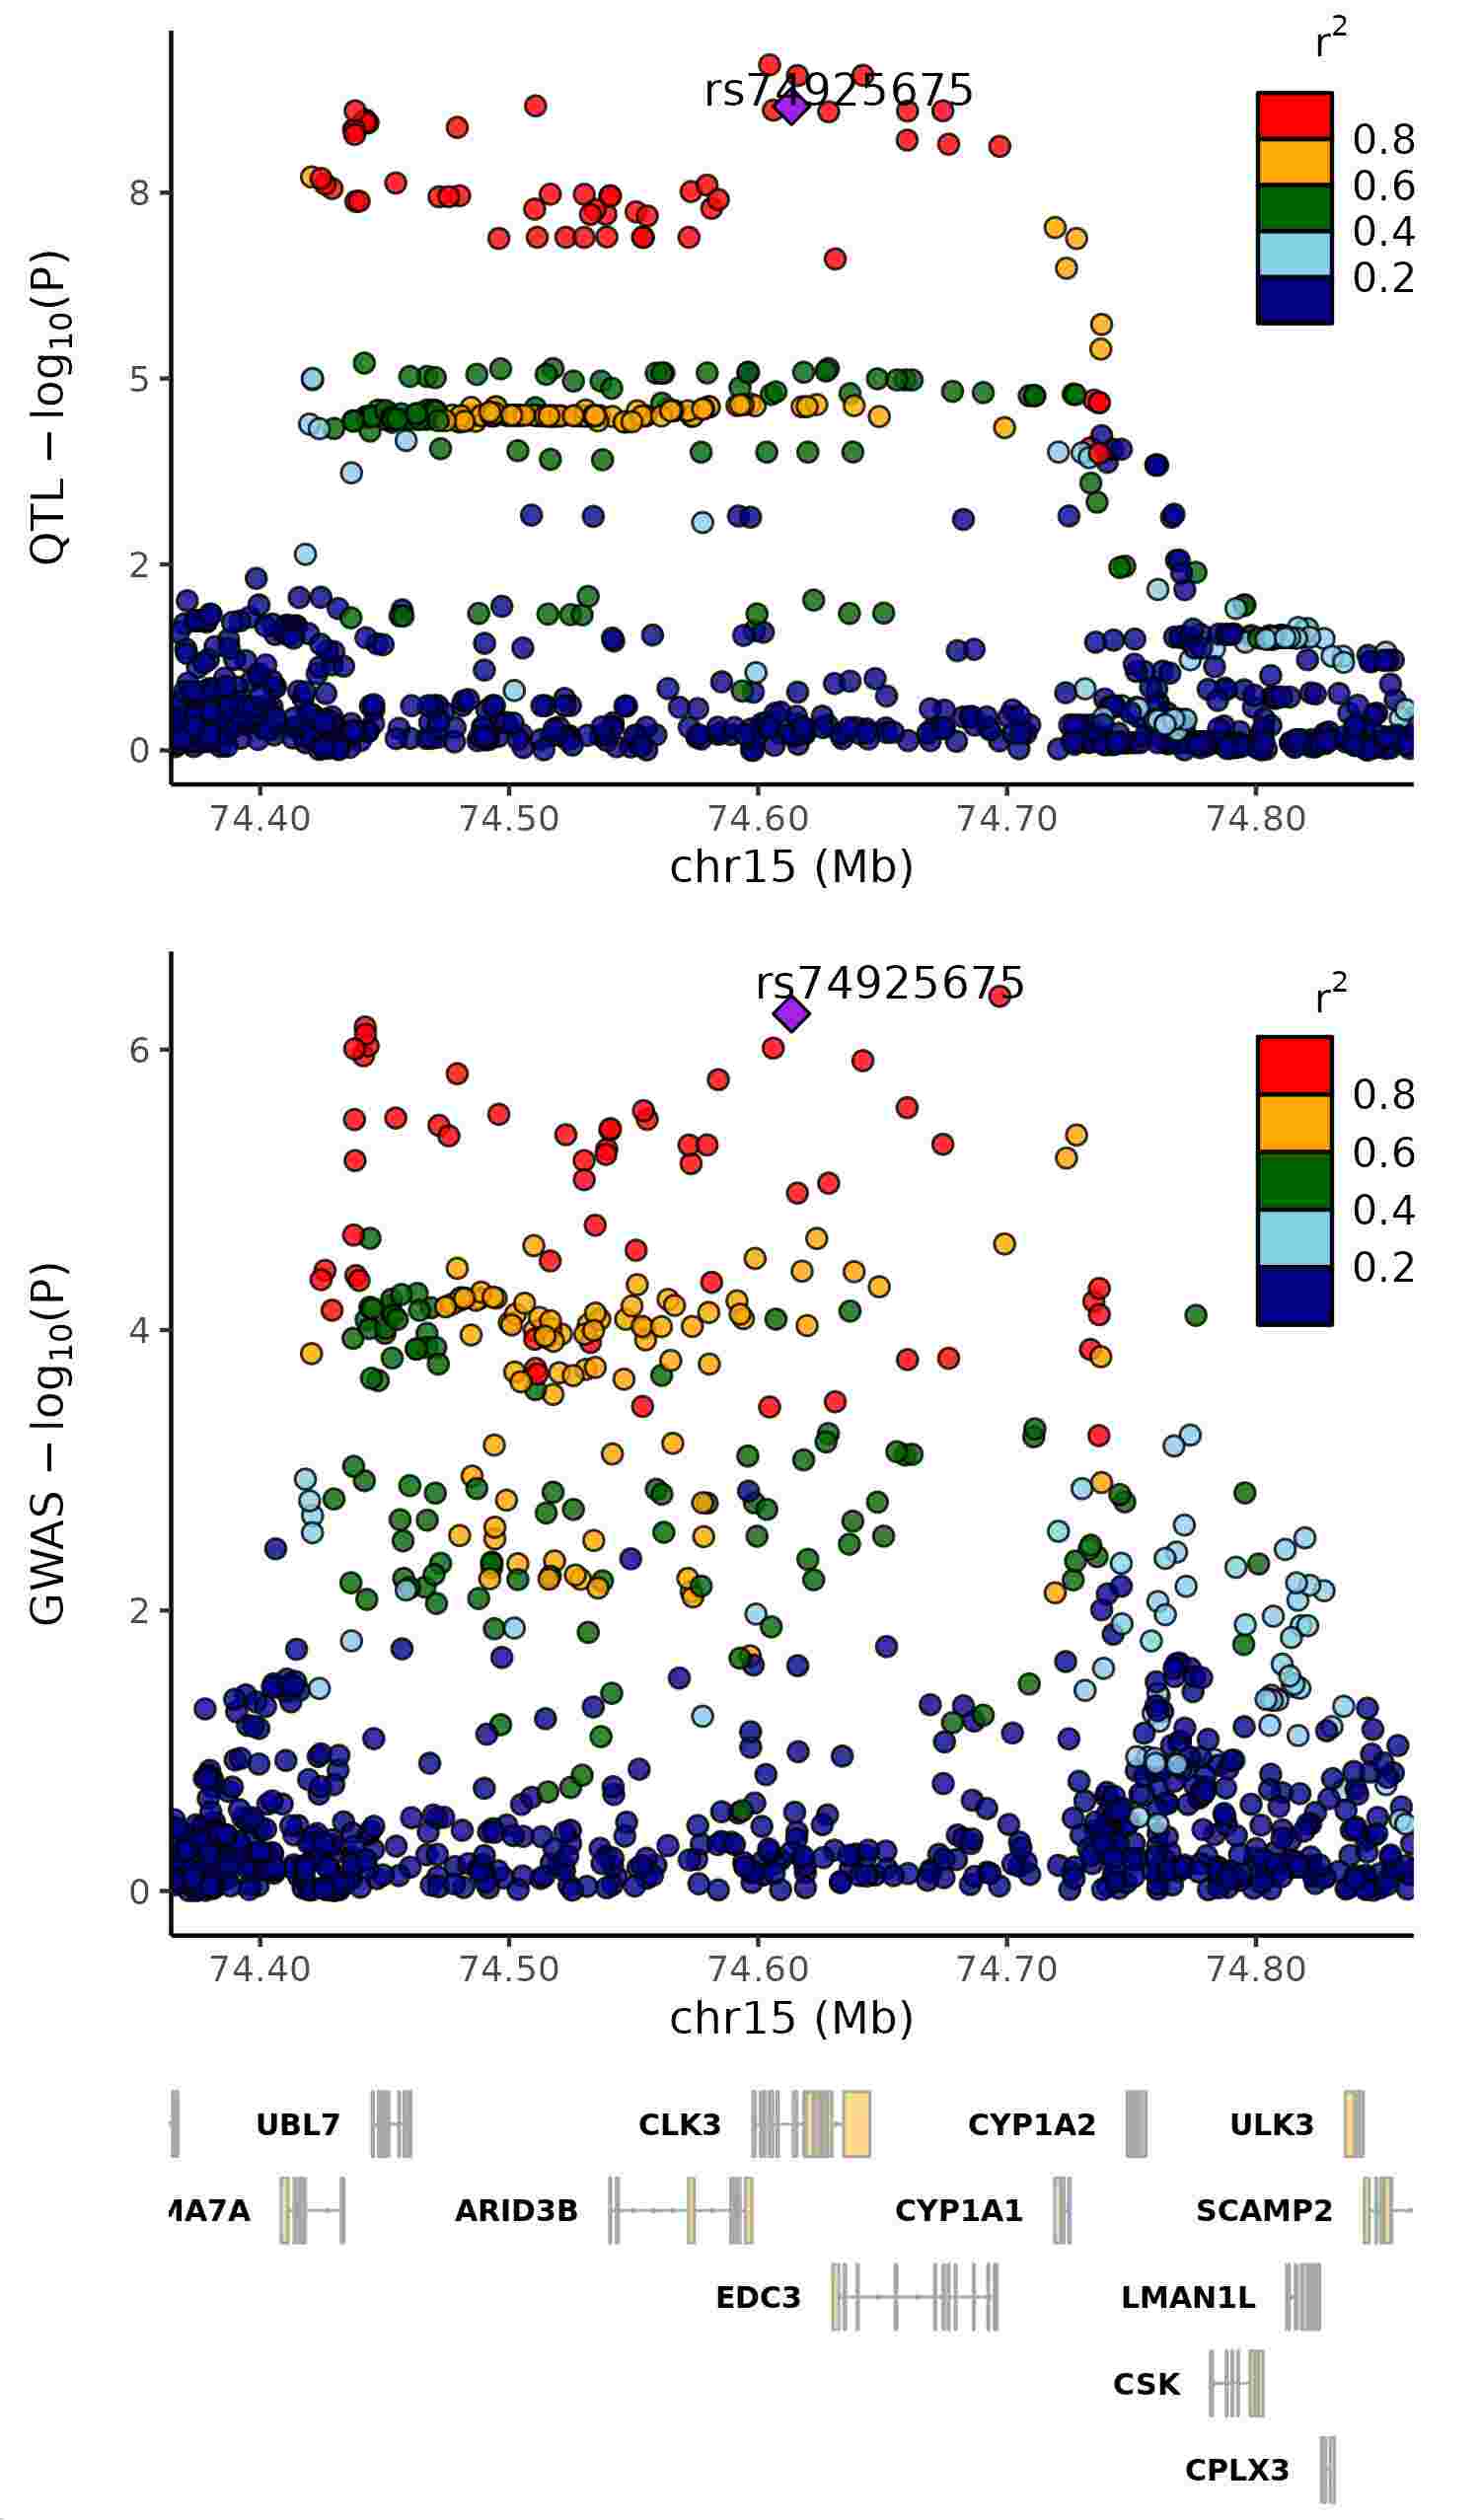 r²
rs74925675
0.8
0.6
0.4
0.2
8
5
2
0
QTL − log₁₀(P)
74.40 74.50 74.60 74.70 74.80
chr15 (Mb)
rs74925675
r²
0.8
0.6
0.4
0.2
6
4
2
0
GWAS − log₁₀(P)
74.40 74.50 74.60 74.70 74.80
chr15 (Mb)
UBL7 CLK3 CYP1A2 ULK3
MA7A ARID3B CYP1A1 SCAMP2
EDC3 LMAN1L
CSK
CPLX3